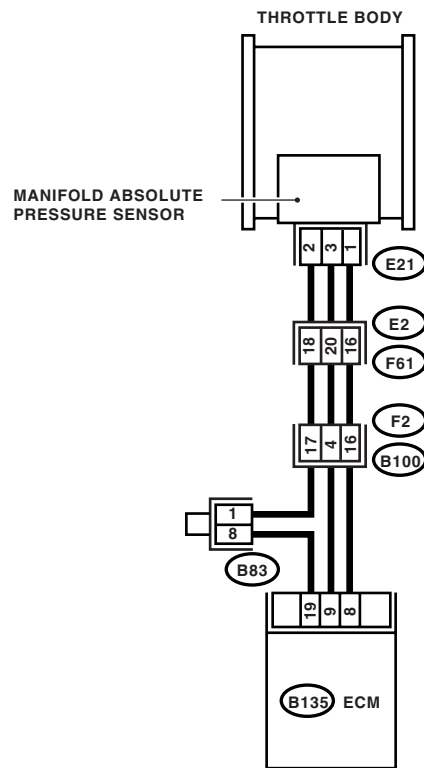 THROTTLE BODY
MANIFOLD ABSOLUTE
PRESSURE SENSOR
2 3 1
E21
E2
18 20 16
F61
F2
17 4 16
B100
1
8
B83
19 9 8
B135 ECM